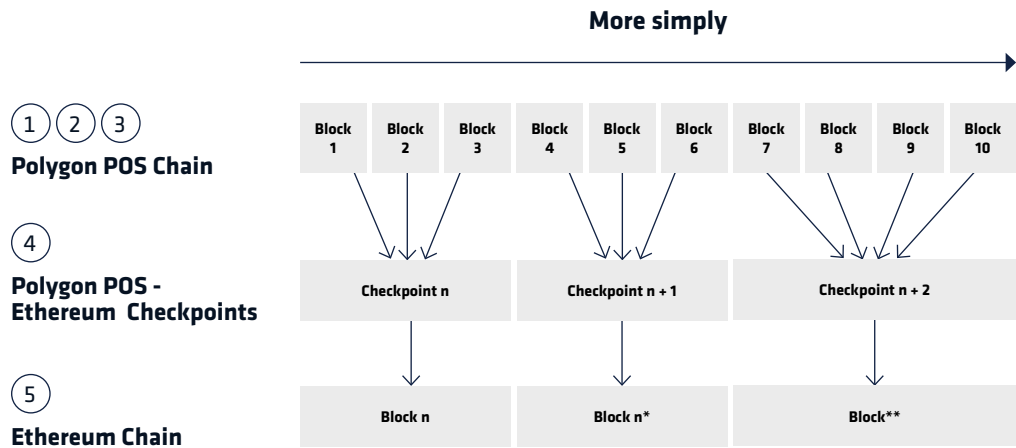 More simply
1 2 3
Polygon POS Chain
Block 1
Block 2
Block 3
Block 4
Block 5
Block 6
Block 7
Block 8
Block 9
Block 10
4
Polygon POS -
Ethereum Checkpoints
Checkpoint n
Checkpoint n + 1
Checkpoint n + 2
5
Ethereum Chain
Block n
Block n*
Block**